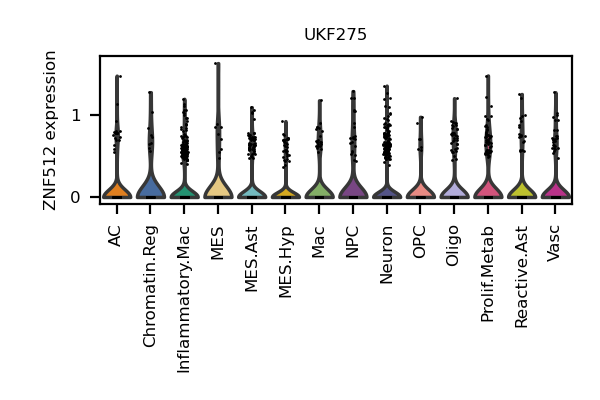 UKF275
ZNF512 expression
1
0
AC
Chromatin.Reg
Inflammatory.Mac
MES
MES.Ast
MES.Hyp
Mac
NPC
Neuron
OPC
Oligo
Prolif.Metab
Reactive.Ast
Vasc